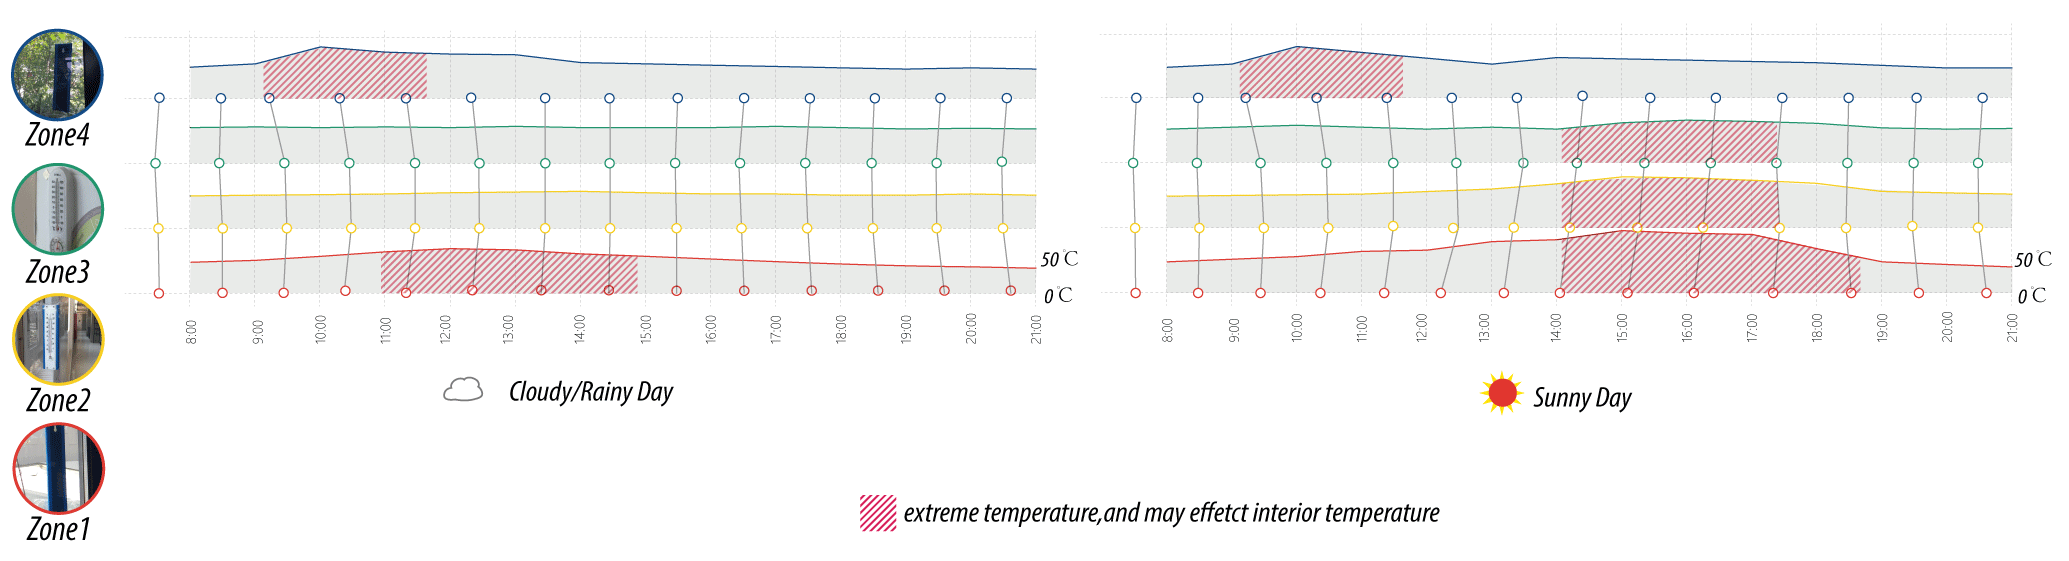 Zone4
Zone3
Zone2
Zone1
50℃
0℃
8:00 9:00 10:00 11:00 12:00 13:00 14:00 15:00 16:00 17:00 18:00 19:00 20:00 21:00
Cloudy/Rainy Day
50℃
0℃
8:00 9:00 10:00 11:00 12:00 13:00 14:00 15:00 16:00 17:00 18:00 19:00 20:00 21:00
Sunny Day
extreme temperature,and may effetct interior temperature